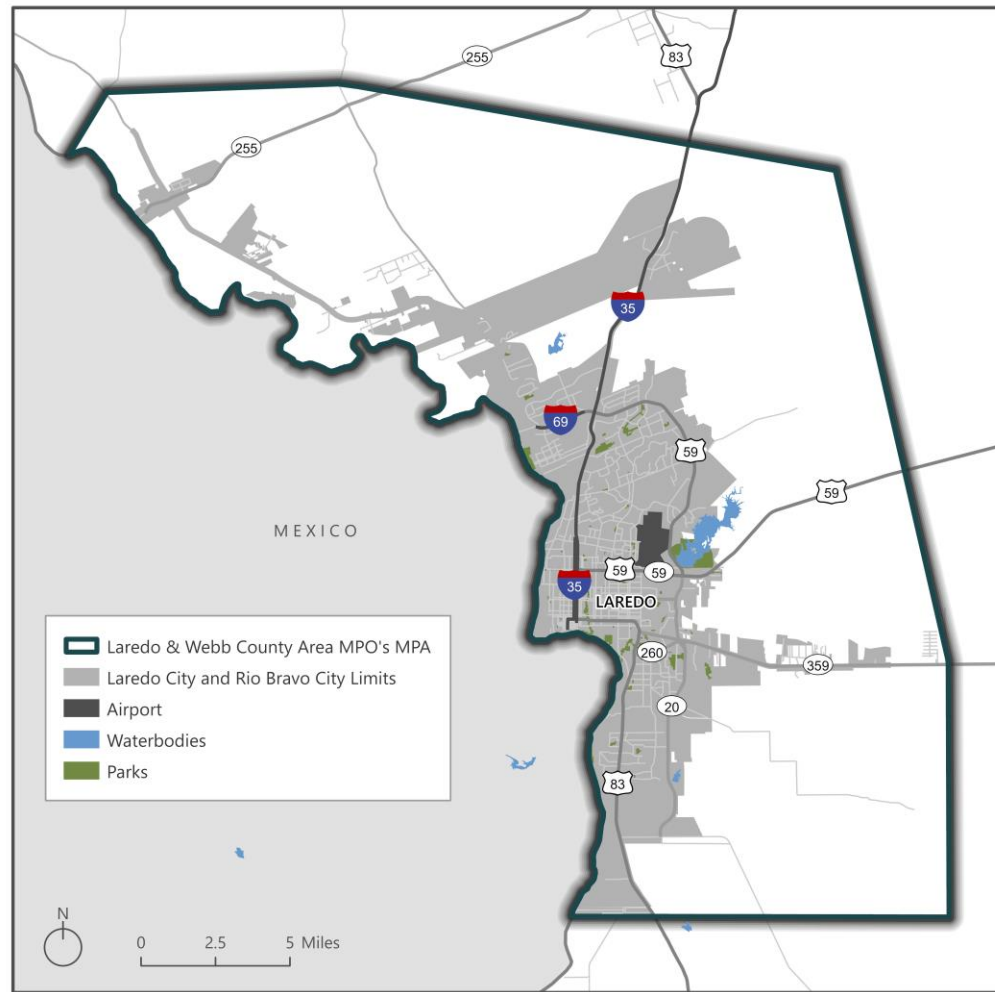 83
255
255
35
69
59
59
MEXICO
59
59
35
LAREDO
260
359
20
83
Laredo & Webb County Area MPO's MPA
Laredo City and Rio Bravo City Limits
Airport
Waterbodies
Parks
N
0 2.5 5 Miles